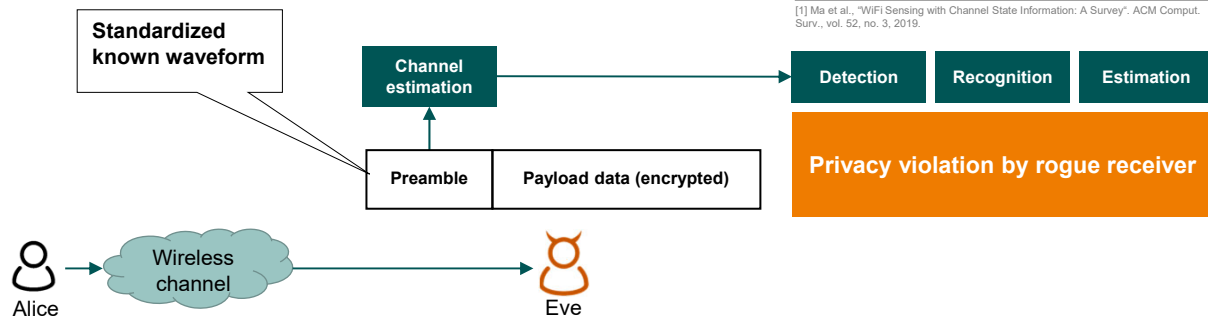 [1] Ma et al., "WiFi Sensing with Channel State Information: A Survey“. ACM Comput.
Surv., vol. 52, no. 3, 2019.
Standardized
known waveform
Channel
estimation
Detection
Recognition
Estimation
Preamble
Payload data (encrypted)
Privacy violation by rogue receiver
Wireless
channel
Alice
Eve